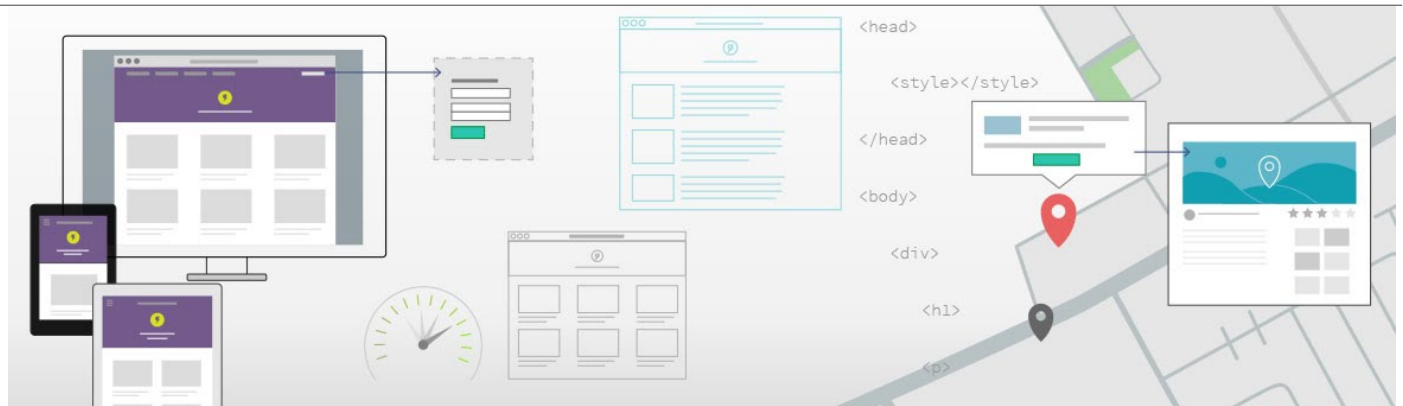 <head>
<style></style>
</head>
<body>
<div>
<h1>
<p>